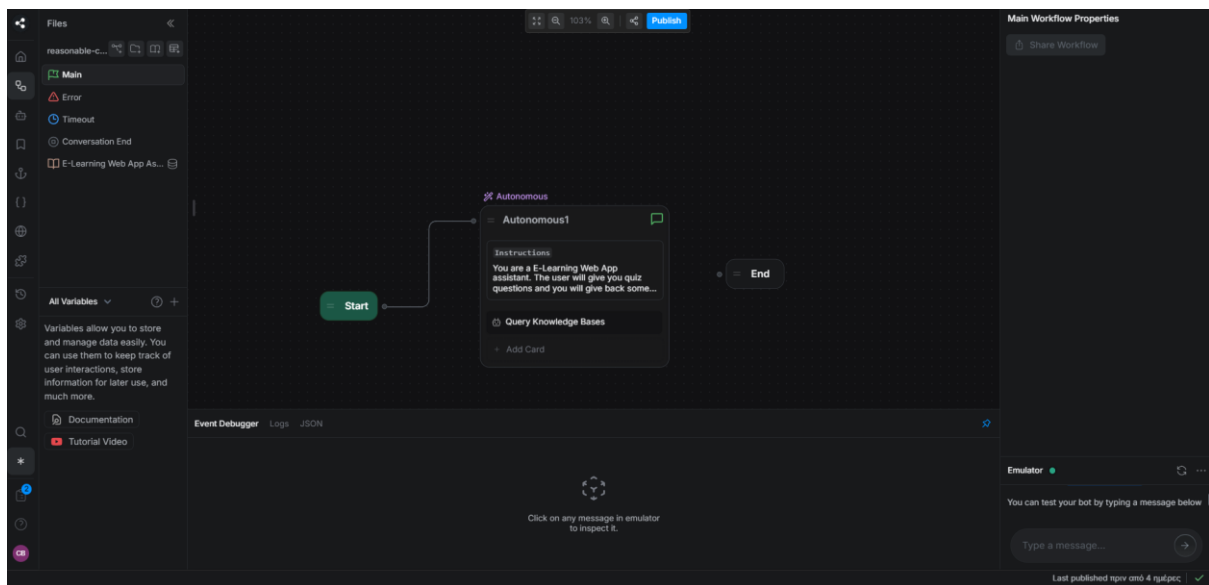 Files
reasonable-c...
Main
Error
Timeout
Conversation End
E-Learning Web App As...
All Variables
Variables allow you to store
and manage data easily. You
can use them to keep track of
user interactions, store
information for later use, and
much more.
Documentation
Tutorial Video
2
CB
103%
Publish
Autonomous
Autonomous1
Instructions
You are a E-Learning Web App
assistant. The user will give you quiz
questions and you will give back some...
Query Knowledge Bases
+ Add Card
Start
End
Event Debugger Logs JSON
Click on any message in emulator
to inspect it.
Main Workflow Properties
Share Workflow
Emulator
You can test your bot by typing a message below
Type a message...
Last published πριν από 4 ημέρες